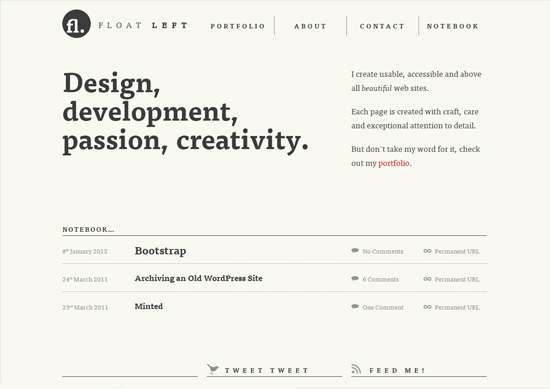 fl.
FLOAT LEFT
PORTFOLIO
ABOUT
CONTACT
NOTEBOOK
Design,
development,
passion, creativity.
I create usable, accessible and above
all beautiful web sites.
Each page is created with craft, care
and exceptional attention to detail.
But don't take my word for it, check
out my portfolio.
NOTEBOOK...
8th January 2012 Bootstrap No Comments Permanent URL
24th March 2011 Archiving an Old WordPress Site 6 Comments Permanent URL
23rd March 2011 Minted One Comment Permanent URL
TWEET TWEET
FEED ME!